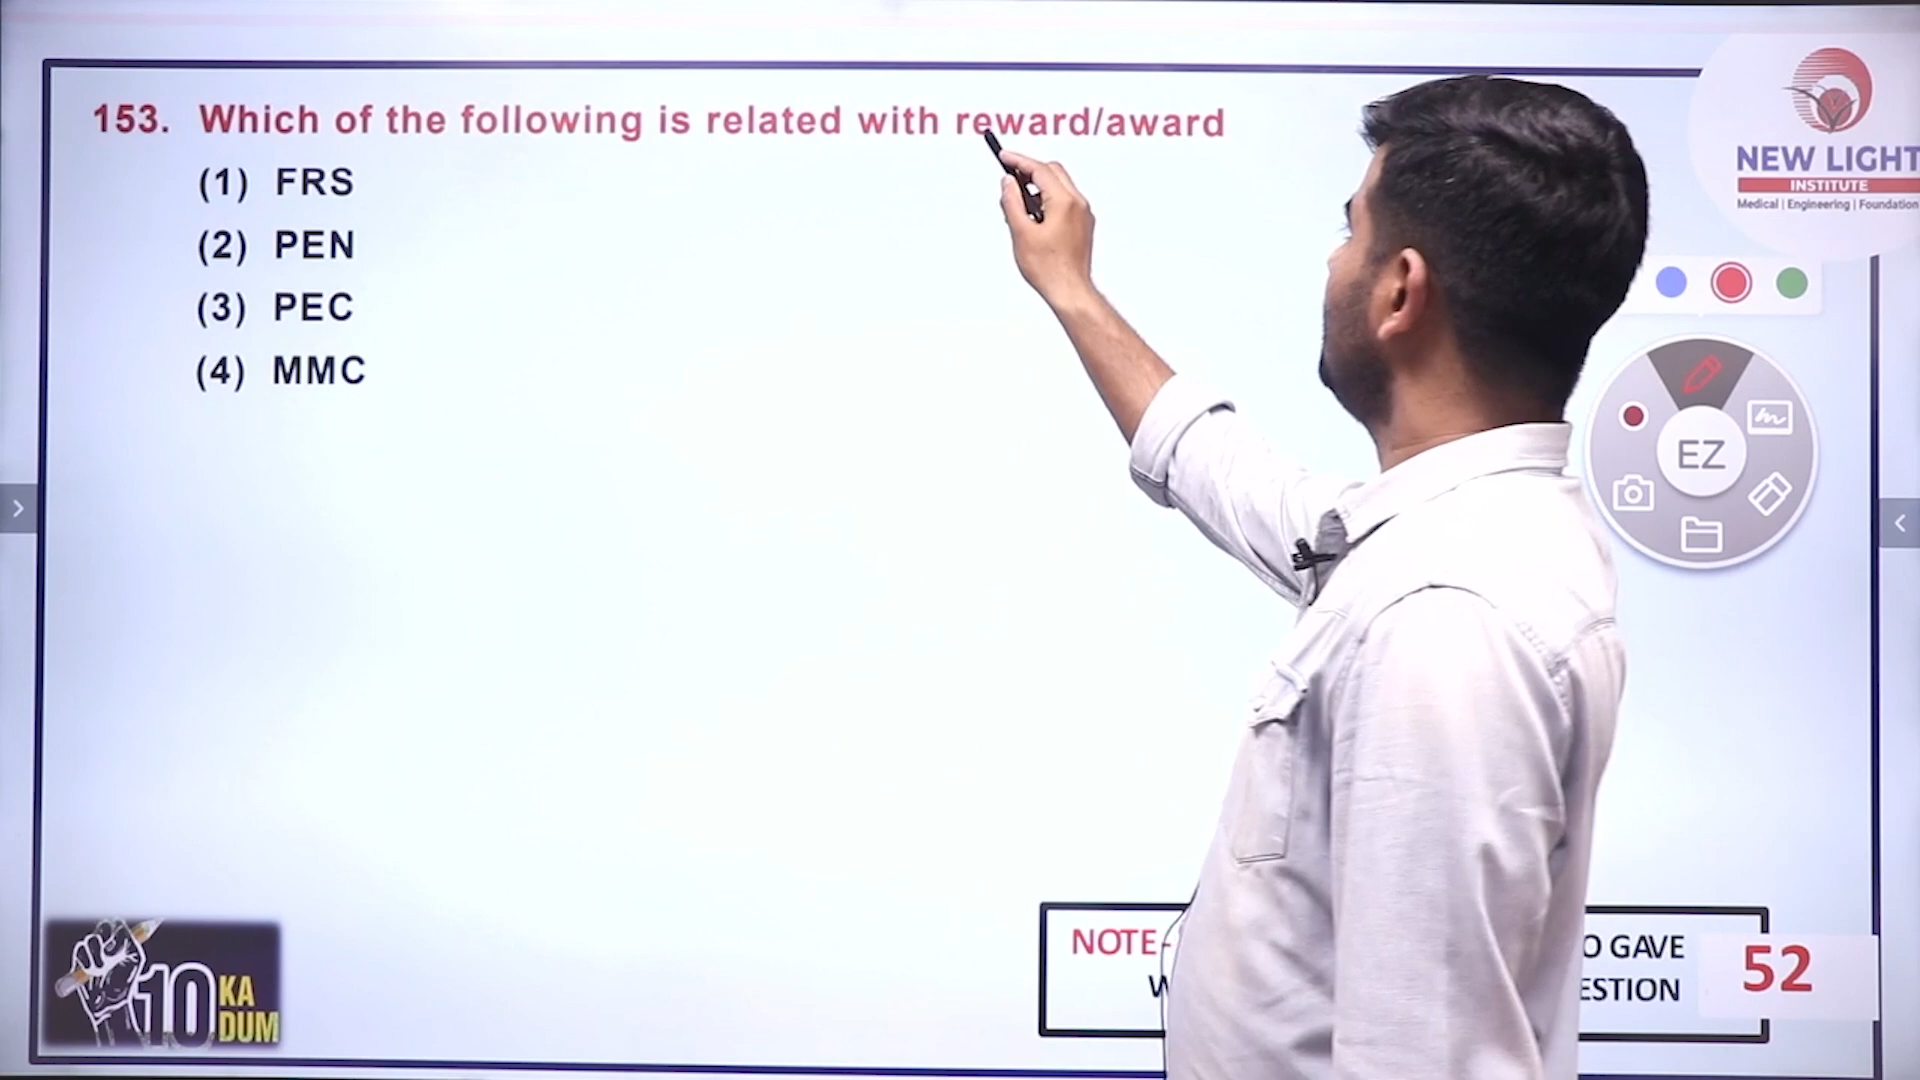 153. Which of the following is related with reward/award
(1) FRS
(2) PEN
(3) PEC
(4) MMC
NEW LIGHT
INSTITUTE
Medical | Engineering | Foundation
EZ
NOTE-
O GAVE
ESTION
52
10 KA DUM